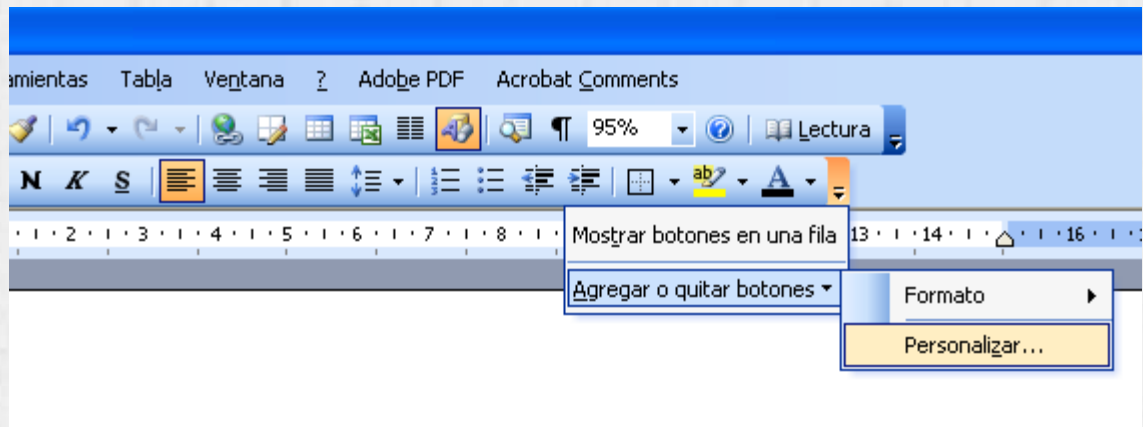 amientas Tabla Ventana ? Adobe PDF Acrobat Comments
95% Lectura
N K S
2 3 4 5 6 7 8 13 14 16
Mostrar botones en una fila
Agregar o quitar botones
Formato
Personalizar...